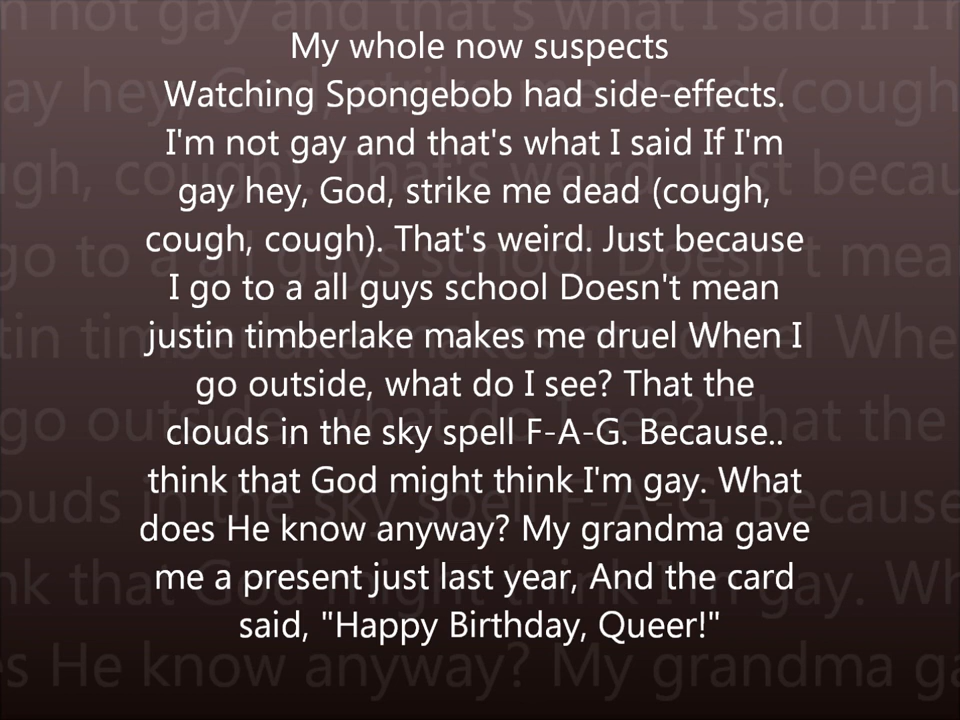 My whole now suspects
Watching Spongebob had side-effects.
I'm not gay and that's what I said If I'm
gay hey, God, strike me dead (cough,
cough, cough). That's weird. Just because
I go to a all guys school Doesn't mean
justin timberlake makes me druel When I
go outside, what do I see? That the
clouds in the sky spell F-A-G. Because..
think that God might think I'm gay. What
does He know anyway? My grandma gave
me a present just last year, And the card
said, "Happy Birthday, Queer!"